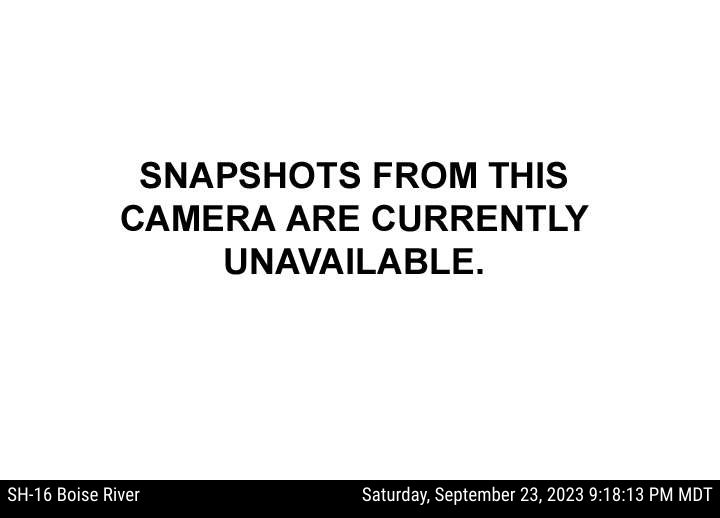 SNAPSHOTS FROM THIS
CAMERA ARE CURRENTLY
UNAVAILABLE.
SH-16 Boise River
Saturday, September 23, 2023 9:18:13 PM MDT